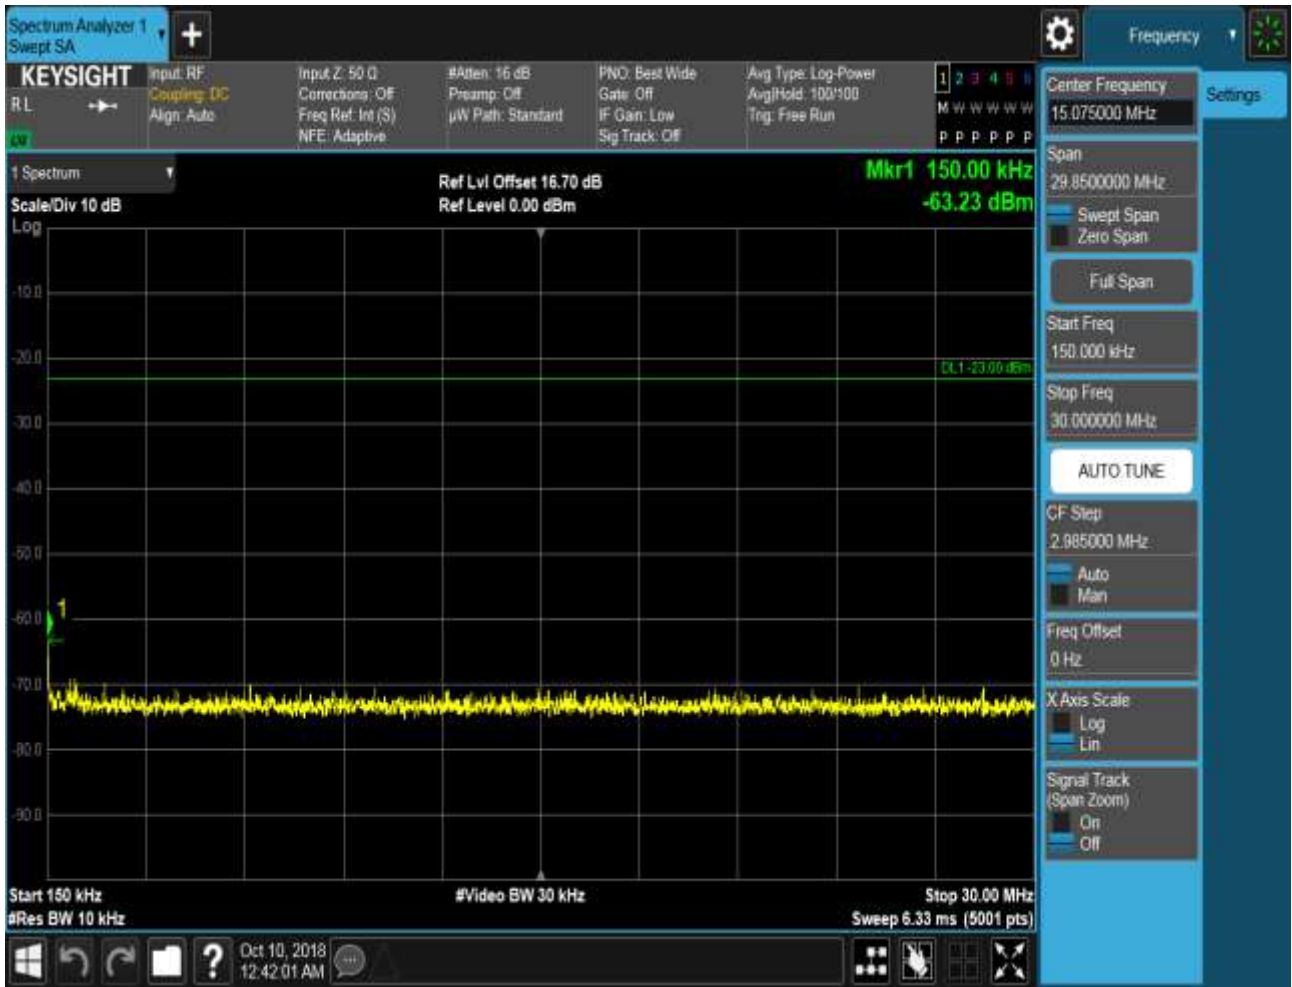 Spectrum Analyzer 1
Swept SA
Frequency
KEYSIGHT
RL
LXI
Input: RF
Coupling: DC
Align: Auto
Input Z: 50 Ω
Corrections: Off
Freq Ref: Int (S)
NFE: Adaptive
#Atten: 16 dB
Preamp: Off
µW Path: Standard
PNO: Best Wide
Gate: Off
IF Gain: Low
Sig Track: Off
Avg Type: Log-Power
Avg|Hold: 100/100
Trig: Free Run
1 2 3 4 5 6
M W W W W W
P P P P P P
1 Spectrum
Scale/Div 10 dB
Log
Ref Lvl Offset 16.70 dB
Ref Level 0.00 dBm
Mkr1 150.00 kHz
-63.23 dBm
-10.0
-20.0
DL1 -23.00 dBm
-30.0
-40.0
-50.0
-60.0
1
-70.0
-80.0
-90.0
Start 150 kHz
#Res BW 10 kHz
#Video BW 30 kHz
Stop 30.00 MHz
Sweep 6.33 ms (5001 pts)
Oct 10, 2018
12:42:01 AM
Center Frequency
15.075000 MHz
Settings
Span
29.8500000 MHz
Swept Span
Zero Span
Full Span
Start Freq
150.000 kHz
Stop Freq
30.000000 MHz
AUTO TUNE
CF Step
2.985000 MHz
Auto
Man
Freq Offset
0 Hz
X Axis Scale
Log
Lin
Signal Track
(Span Zoom)
On
Off